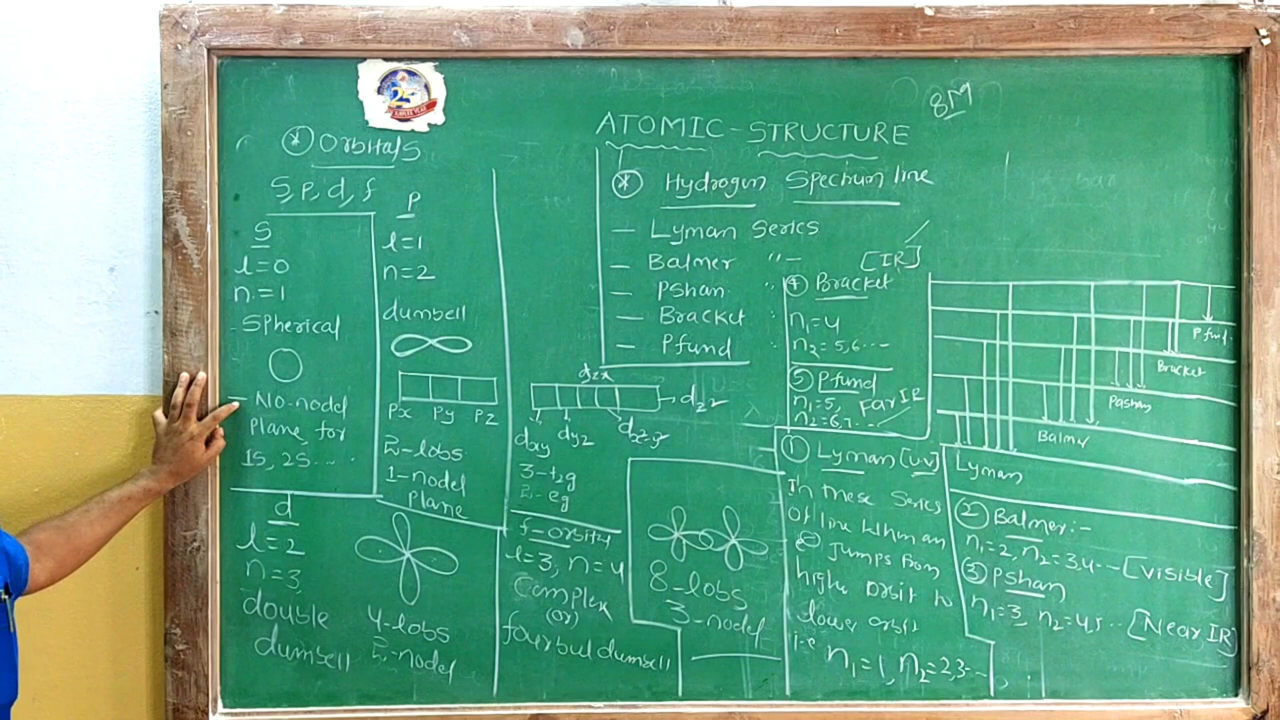 8M
ATOMIC-STRUCTURE
* Orbitals
S, p, d, f
S
l=0
n=1
- Spherical
- No-nodel
Plane for
1S, 2S....
P
l=1
n=2
dumbell
Px Py Pz
2-lobs
1-nodel
Plane
d
l=2
n=3
double
dumbell
4-lobs
2-nodel
dzx
dz2
dxy dyz dx2-y2
3-t2g
2-eg
f-orbital
l=3, n=4
Complex
(or)
fourbul dumbell
8-lobs
3-nodel
* Hydrogen Spectrum line
- Lyman Series
- Balmer "-
- Pshan "
- Bracket "
- Pfund "
[IR]
4 Bracket
n1=4
n2=5,6---
5 Pfund
n1=5,
n2=6,7--- Far IR
λ
Pfund.
Bracket
Pashan
Balmer
Lyman
1 Lyman [U.V]
In these Series
of line when an
e⊖ Jumps from
highe Orbit to
lower orbit
i.e
n1=1, n2=2,3--
2 Balmer:-
n1=2, n2=3,4-- [Visible]
3 Pshan
n1=3, n2=4,5.. [Near IR]